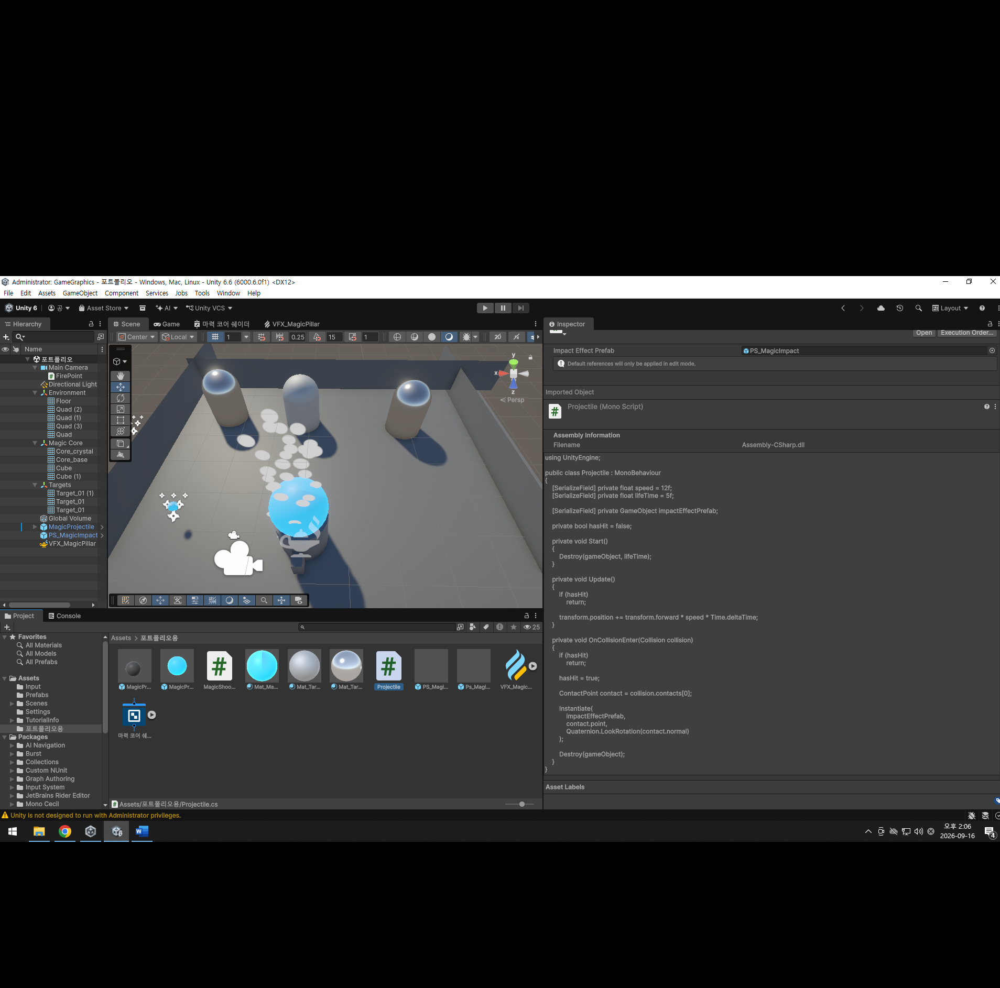 Administrator: GameGraphics - 포트폴리오 - Windows, Mac, Linux - Unity 6.6 (6000.6.0f1) <DX12>
File Edit Assets GameObject Component Services Jobs Tools Window Help
Unity 6 공 Asset Store AI Unity VCS Layout
Hierarchy
Name
포트폴리오
Main Camera
FirePoint
Directional Light
Environment
Floor
Quad (2)
Quad (1)
Quad (3)
Quad
Magic Core
Core_crystal
Core_base
Cube
Cube (1)
Targets
Target_01 (1)
Target_01
Target_01
Global Volume
MagicProjectile
PS_MagicImpact
VFX_MagicPillar
Scene Game 마력 코어 쉐이더 VFX_MagicPillar
Center Local 1 0.25 15 1 2D
y
x
z
Persp
Inspector
Open Execution Order...
Impact Effect Prefab PS_MagicImpact
Default references will only be applied in edit mode.
Imported Object
Projectile (Mono Script)
Assembly Information
Filename Assembly-CSharp.dll
using UnityEngine;
public class Projectile : MonoBehaviour
{
[SerializeField] private float speed = 12f;
[SerializeField] private float lifeTime = 5f;
[SerializeField] private GameObject impactEffectPrefab;
private bool hasHit = false;
private void Start()
{
Destroy(gameObject, lifeTime);
}
private void Update()
{
if (hasHit)
return;
transform.position += transform.forward * speed * Time.deltaTime;
}
private void OnCollisionEnter(Collision collision)
{
if (hasHit)
return;
hasHit = true;
ContactPoint contact = collision.contacts[0];
Instantiate(
impactEffectPrefab,
contact.point,
Quaternion.LookRotation(contact.normal)
);
Destroy(gameObject);
}
}
Asset Labels
Project Console
25
Favorites
All Materials
All Models
All Prefabs
Assets
Input
Prefabs
Scenes
Settings
TutorialInfo
포트폴리오용
Packages
AI Navigation
Burst
Collections
Custom NUnit
Graph Authoring
Input System
JetBrains Rider Editor
Mono Cecil
Assets > 포트폴리오용
MagicPr... MagicPr... MagicShoo... Mat_Ma... Mat_Tar... Mat_Tar... Projectile PS_Magi... Ps_Magi... VFX_Magic...
마력 코어 쉐...
Assets/포트폴리오용/Projectile.cs
Unity is not designed to run with Administrator privileges.
오후 2:06
2026-09-16
4